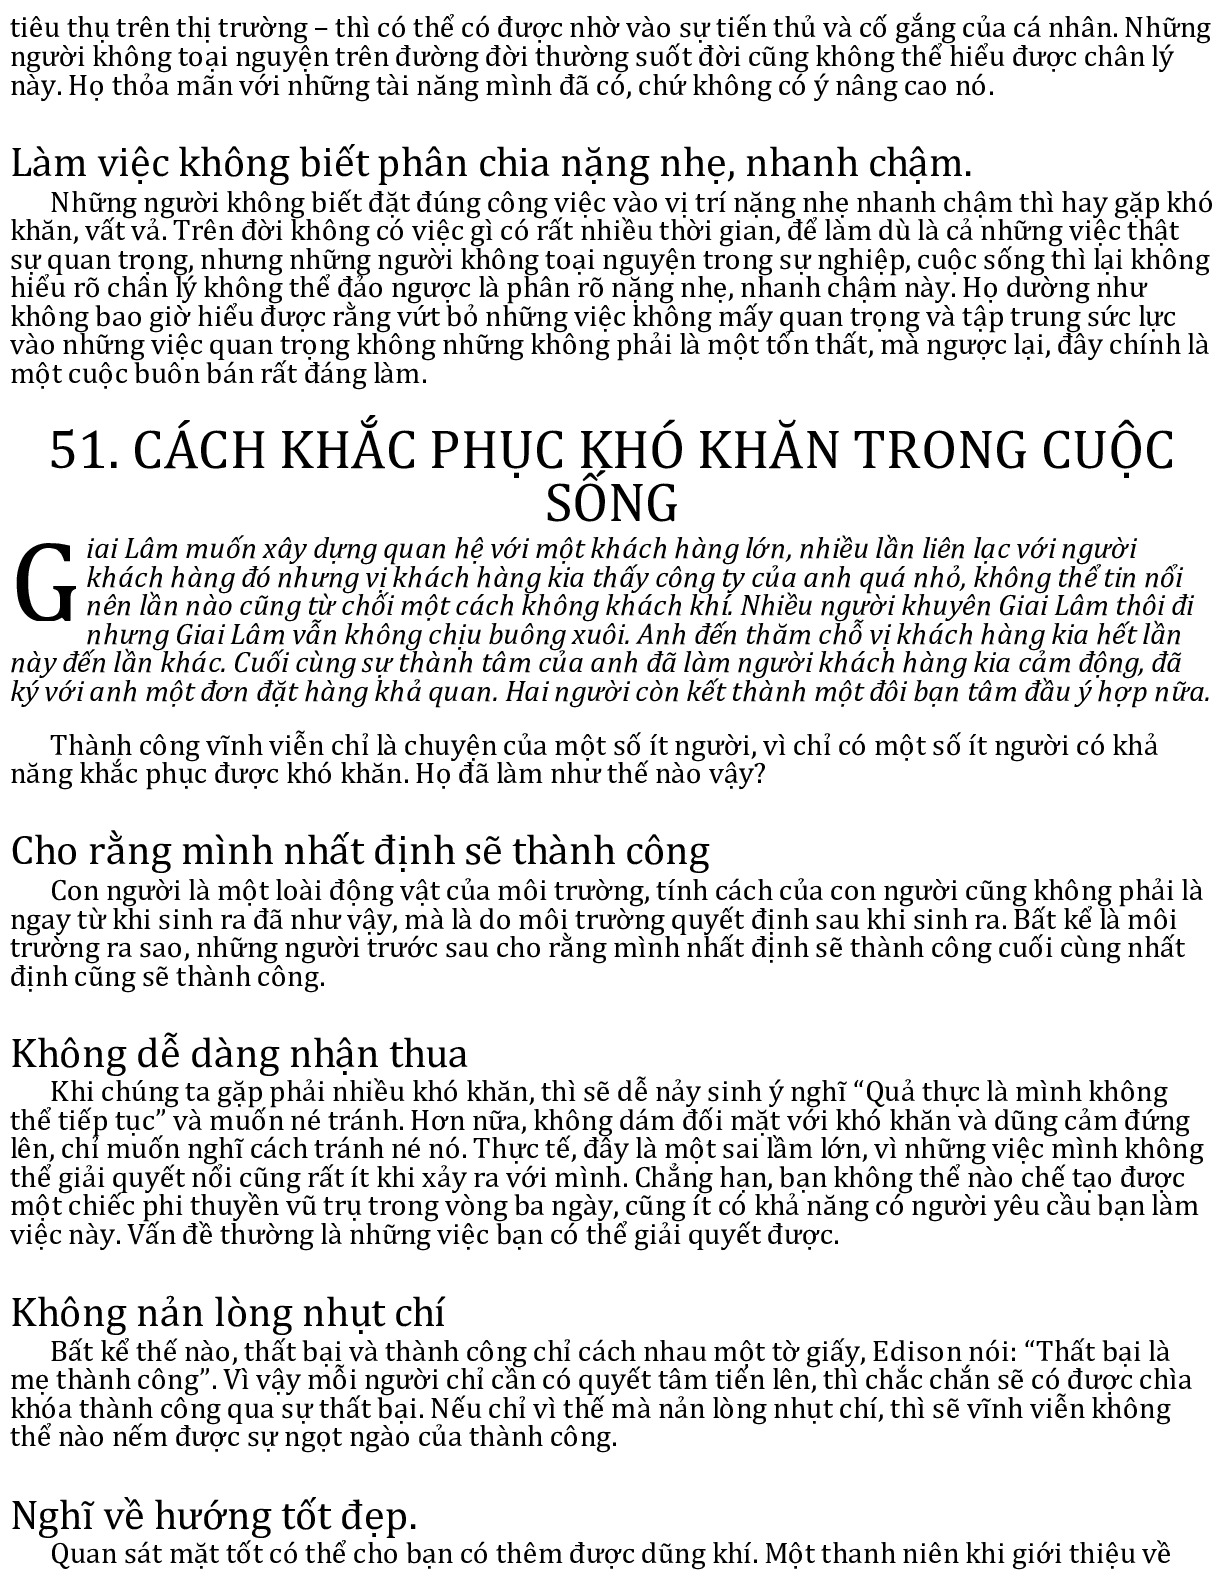 tiêu thụ trên thị trường – thì có thể có được nhờ vào sự tiến thủ và cố gắng của cá nhân. Những
người không toại nguyện trên đường đời thường suốt đời cũng không thể hiểu được chân lý
này. Họ thỏa mãn với những tài năng mình đã có, chứ không có ý nâng cao nó.
Làm việc không biết phân chia nặng nhẹ, nhanh chậm.
Những người không biết đặt đúng công việc vào vị trí nặng nhẹ nhanh chậm thì hay gặp khó
khăn, vất vả. Trên đời không có việc gì có rất nhiều thời gian, để làm dù là cả những việc thật
sự quan trọng, nhưng những người không toại nguyện trong sự nghiệp, cuộc sống thì lại không
hiểu rõ chân lý không thể đảo ngược là phân rõ nặng nhẹ, nhanh chậm này. Họ dường như
không bao giờ hiểu được rằng vứt bỏ những việc không mấy quan trọng và tập trung sức lực
vào những việc quan trọng không những không phải là một tổn thất, mà ngược lại, đây chính là
một cuộc buôn bán rất đáng làm.
51. CÁCH KHẮC PHỤC KHÓ KHĂN TRONG CUỘC
SỐNG
Giai Lâm muốn xây dựng quan hệ với một khách hàng lớn, nhiều lần liên lạc với người
khách hàng đó nhưng vị khách hàng kia thấy công ty của anh quá nhỏ, không thể tin nổi
nên lần nào cũng từ chối một cách không khách khí. Nhiều người khuyên Giai Lâm thôi đi
nhưng Giai Lâm vẫn không chịu buông xuôi. Anh đến thăm chỗ vị khách hàng kia hết lần
này đến lần khác. Cuối cùng sự thành tâm của anh đã làm người khách hàng kia cảm động, đã
ký với anh một đơn đặt hàng khả quan. Hai người còn kết thành một đôi bạn tâm đầu ý hợp nữa.
Thành công vĩnh viễn chỉ là chuyện của một số ít người, vì chỉ có một số ít người có khả
năng khắc phục được khó khăn. Họ đã làm như thế nào vậy?
Cho rằng mình nhất định sẽ thành công
Con người là một loài động vật của môi trường, tính cách của con người cũng không phải là
ngay từ khi sinh ra đã như vậy, mà là do môi trường quyết định sau khi sinh ra. Bất kể là môi
trường ra sao, những người trước sau cho rằng mình nhất định sẽ thành công cuối cùng nhất
định cũng sẽ thành công.
Không dễ dàng nhận thua
Khi chúng ta gặp phải nhiều khó khăn, thì sẽ dễ nảy sinh ý nghĩ “Quả thực là mình không
thể tiếp tục” và muốn né tránh. Hơn nữa, không dám đối mặt với khó khăn và dũng cảm đứng
lên, chỉ muốn nghĩ cách tránh né nó. Thực tế, đây là một sai lầm lớn, vì những việc mình không
thể giải quyết nổi cũng rất ít khi xảy ra với mình. Chẳng hạn, bạn không thể nào chế tạo được
một chiếc phi thuyền vũ trụ trong vòng ba ngày, cũng ít có khả năng có người yêu cầu bạn làm
việc này. Vấn đề thường là những việc bạn có thể giải quyết được.
Không nản lòng nhụt chí
Bất kể thế nào, thất bại và thành công chỉ cách nhau một tờ giấy, Edison nói: “Thất bại là
mẹ thành công”. Vì vậy mỗi người chỉ cần có quyết tâm tiến lên, thì chắc chắn sẽ có được chìa
khóa thành công qua sự thất bại. Nếu chỉ vì thế mà nản lòng nhụt chí, thì sẽ vĩnh viễn không
thể nào nếm được sự ngọt ngào của thành công.
Nghĩ về hướng tốt đẹp.
Quan sát mặt tốt có thể cho bạn có thêm được dũng khí. Một thanh niên khi giới thiệu về